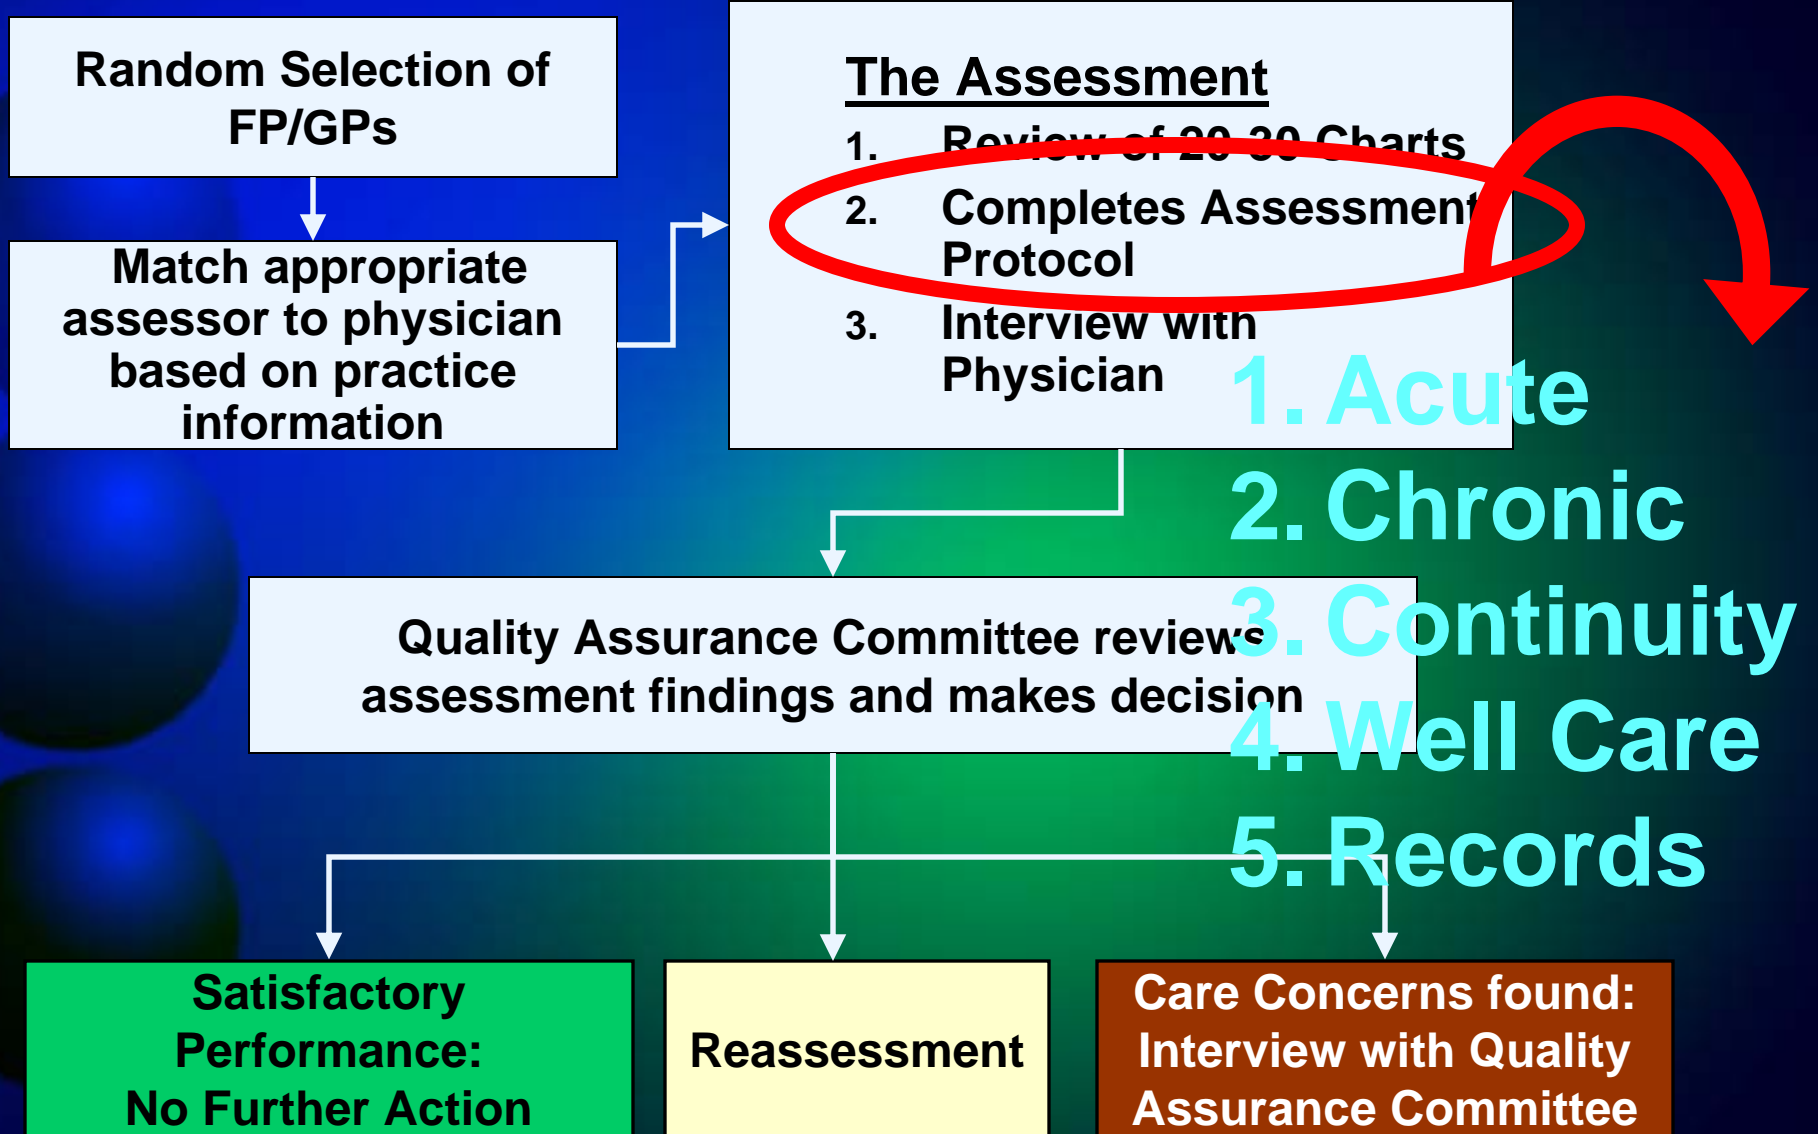 Random Selection of
FP/GPs
Match appropriate
assessor to physician
based on practice
information
The Assessment
1. Review of 20-30 Charts
2. Completes Assessment
Protocol
3. Interview with
Physician
1. Acute
2. Chronic
3. Continuity
4. Well Care
5. Records
Quality Assurance Committee reviews
assessment findings and makes decision
Satisfactory
Performance:
No Further Action
Reassessment
Care Concerns found:
Interview with Quality
Assurance Committee